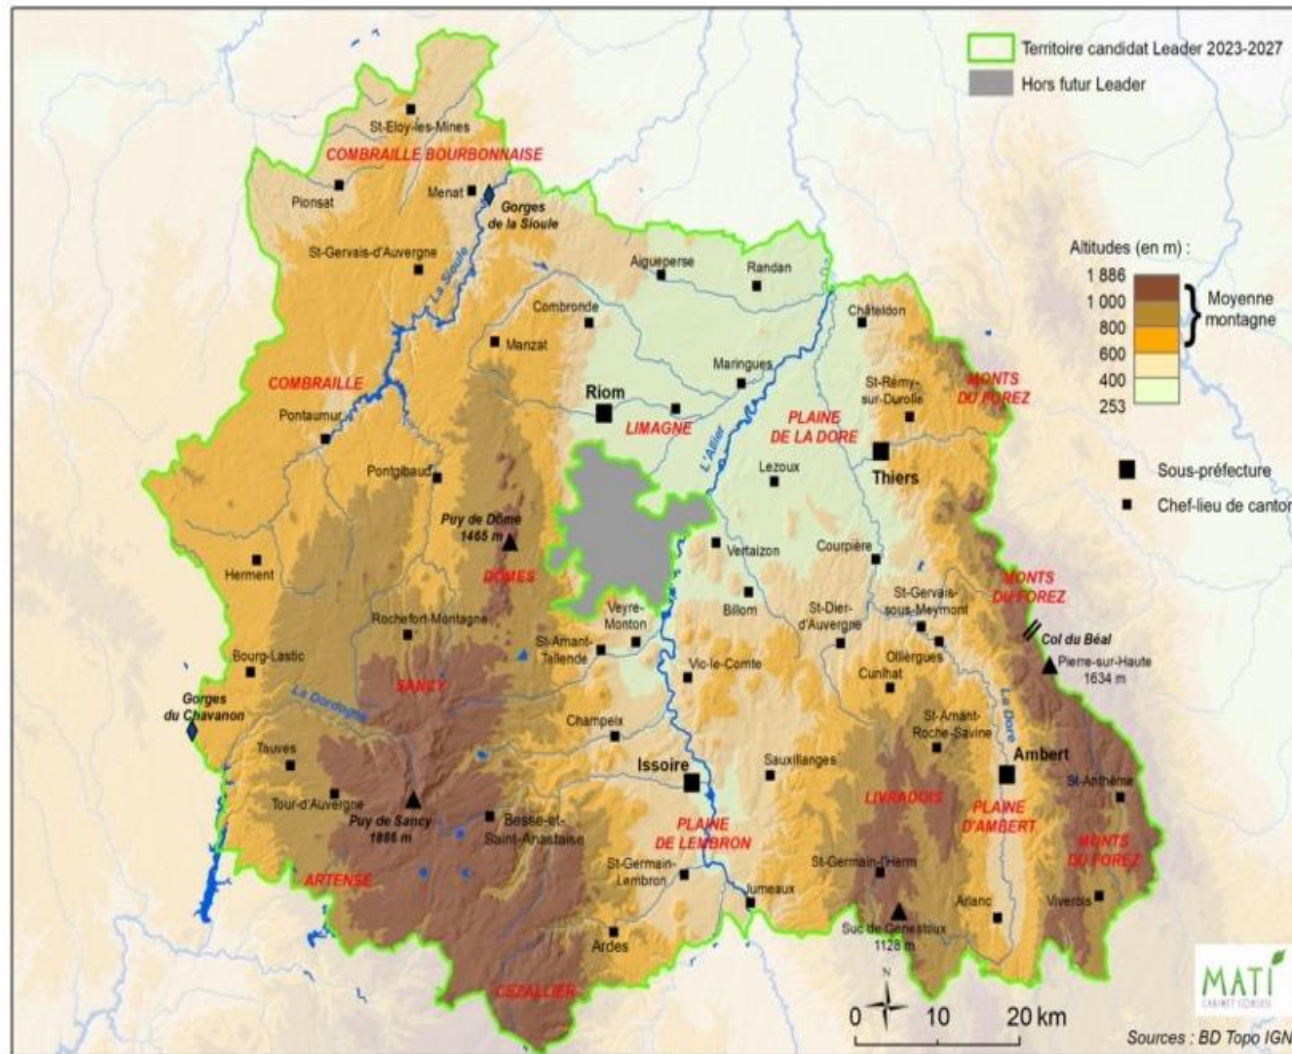 Territoire candidat Leader 2023-2027
Hors futur Leader
St-Eloy-les-Mines
COMBRAILLE BOURBONNAISE
Pionsat
Menat
Gorges
de la Sioule
St-Gervais-d'Auvergne
La Sioule
Aigueperse
Randan
Altitudes (en m) :
1 886
1 000
800
600
400
253
Moyenne
montagne
Combronde
Châteldon
Manzat
Maringues
COMBRAILLE
Riom
St-Rémy-
sur-Durolle
MONTS
DU FOREZ
Pontaumur
LIMAGNE
PLAINE
DE LA DORE
L'Allier
Lezoux
Thiers
Sous-préfecture
Chef-lieu de canton
Pontgibaud
Puy de Dôme
1465 m
Vertaizon
Courpière
Herment
DÔMES
MONTS
DU FOREZ
Billom
St-Gervais-
sous-Meymont
Rochefort-Montagne
Veyre-
Monton
St-Dier-
d'Auvergne
Col du Béal
St-Amant-
Tallende
Olliergues
Pierre-sur-Haute
1634 m
Bourg-Lastic
Vic-le-Comte
Cunlhat
SANCY
Gorges
du Chavanon
La Dordogne
La Dore
Champeix
St-Amant-
Roche-Savine
Tauves
Issoire
Sauxillanges
Ambert
St-Anthème
Tour-d'Auvergne
Puy de Sancy
1886 m
Besse-et-
Saint-Anastaise
LIVRADOIS
PLAINE
D'AMBERT
PLAINE
DE LEMBRON
MONTS
DU FOREZ
ARTENSE
St-Germain-
Lembron
St-Germain-l'Herm
Jumeaux
Arlanc
Viverols
Ardes
Suc de Genestoux
1128 m
CEZALLIER
N
0 10 20 km
MATI
CABINET CONSEIL
Sources : BD Topo IGN